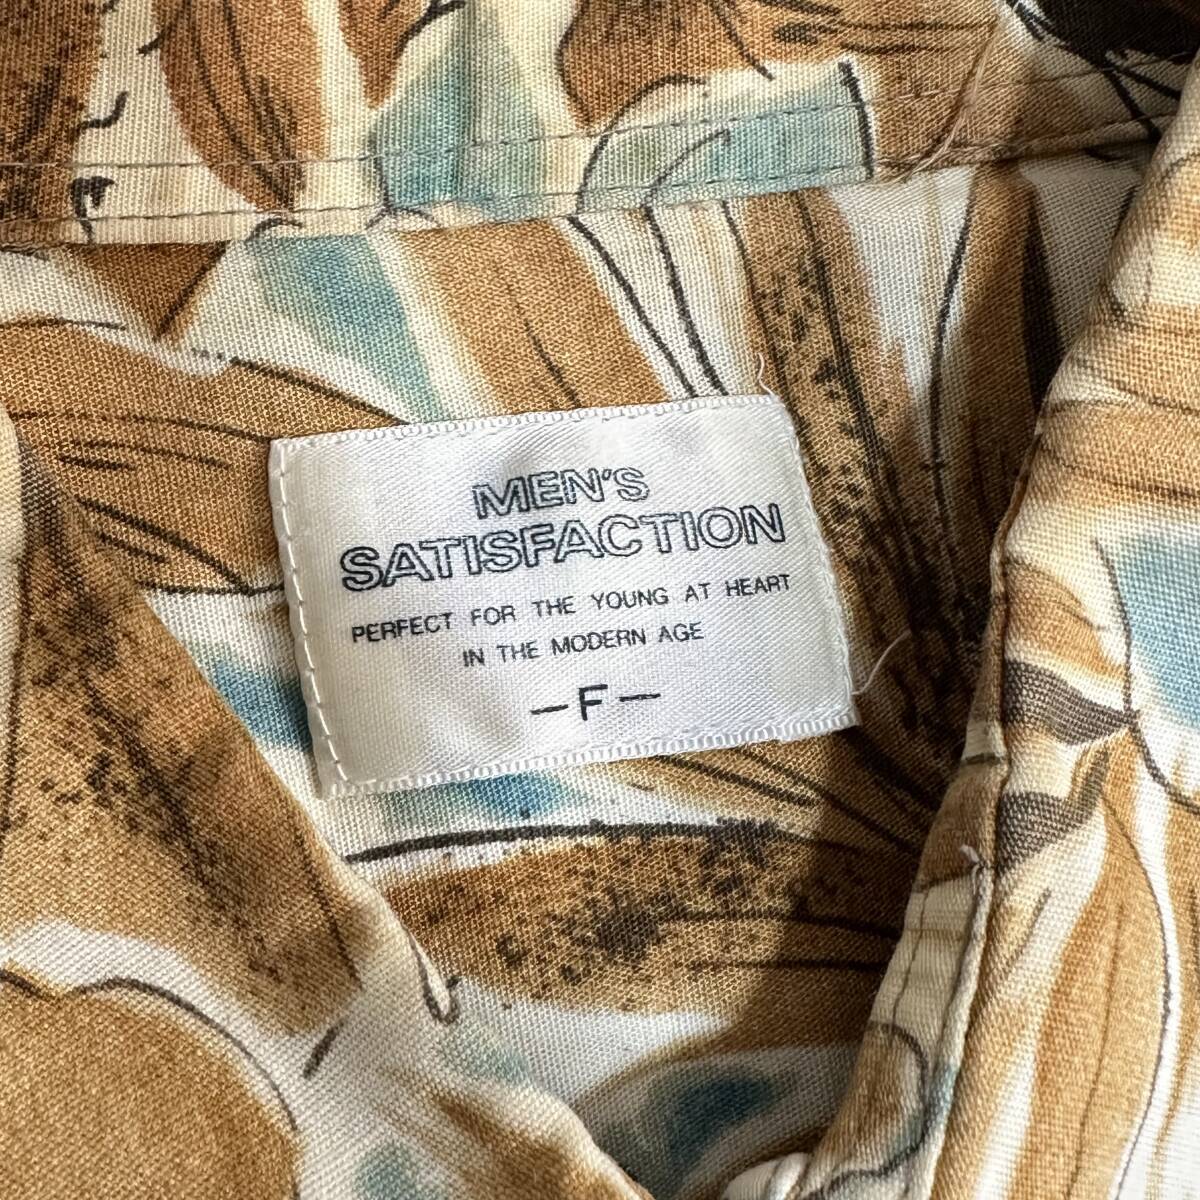 MEN'S
SATISFACTION
PERFECT FOR THE YOUNG AT HEART
IN THE MODERN AGE
—F—